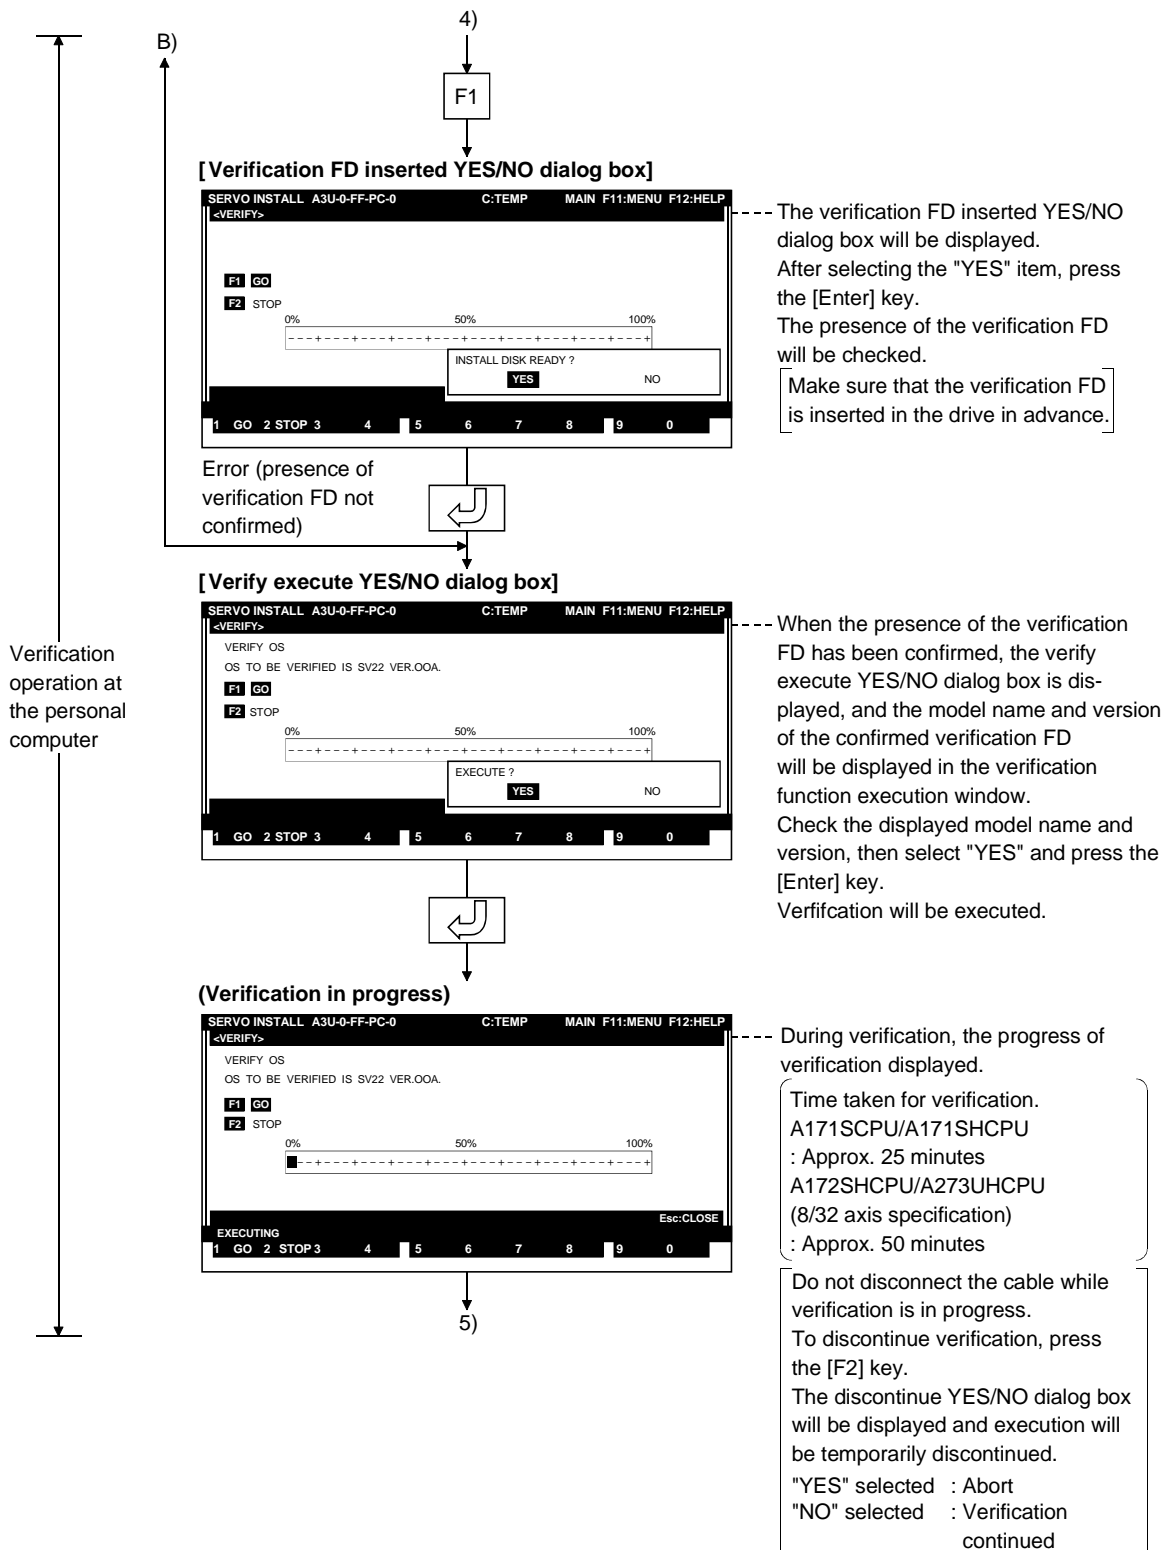 4)
B)
F1
[Verification FD inserted YES/NO dialog box]
SERVO INSTALL A3U-0-FF-PC-0 C:TEMP MAIN F11:MENU F12:HELP
<VERIFY>
F1 GO
F2 STOP
0% 50% 100%
---+---+---+---+---+---+---+---+---+---+
INSTALL DISK READY ?
YES NO
1 GO 2 STOP 3 4 5 6 7 8 9 0
The verification FD inserted YES/NO
dialog box will be displayed.
After selecting the "YES" item, press
the [Enter] key.
The presence of the verification FD
will be checked.
Make sure that the verification FD
is inserted in the drive in advance.
Error (presence of
verification FD not
confirmed)
[Verify execute YES/NO dialog box]
SERVO INSTALL A3U-0-FF-PC-0 C:TEMP MAIN F11:MENU F12:HELP
<VERIFY>
VERIFY OS
OS TO BE VERIFIED IS SV22 VER.OOA.
F1 GO
F2 STOP
0% 50% 100%
---+---+---+---+---+---+---+---+---+---+
EXECUTE ?
YES NO
1 GO 2 STOP 3 4 5 6 7 8 9 0
When the presence of the verification
FD has been confirmed, the verify
execute YES/NO dialog box is dis-
played, and the model name and version
of the confirmed verification FD
will be displayed in the verification
function execution window.
Check the displayed model name and
version, then select "YES" and press the
[Enter] key.
Verfifcation will be executed.
Verification
operation at
the personal
computer
(Verification in progress)
SERVO INSTALL A3U-0-FF-PC-0 C:TEMP MAIN F11:MENU F12:HELP
<VERIFY>
VERIFY OS
OS TO BE VERIFIED IS SV22 VER.OOA.
F1 GO
F2 STOP
0% 50% 100%
--+---+---+---+---+---+---+---+---+---+
Esc:CLOSE
EXECUTING
1 GO 2 STOP 3 4 5 6 7 8 9 0
5)
During verification, the progress of
verification displayed.
Time taken for verification.
A171SCPU/A171SHCPU
: Approx. 25 minutes
A172SHCPU/A273UHCPU
(8/32 axis specification)
: Approx. 50 minutes
Do not disconnect the cable while
verification is in progress.
To discontinue verification, press
the [F2] key.
The discontinue YES/NO dialog box
will be displayed and execution will
be temporarily discontinued.
"YES" selected : Abort
"NO" selected : Verification
continued